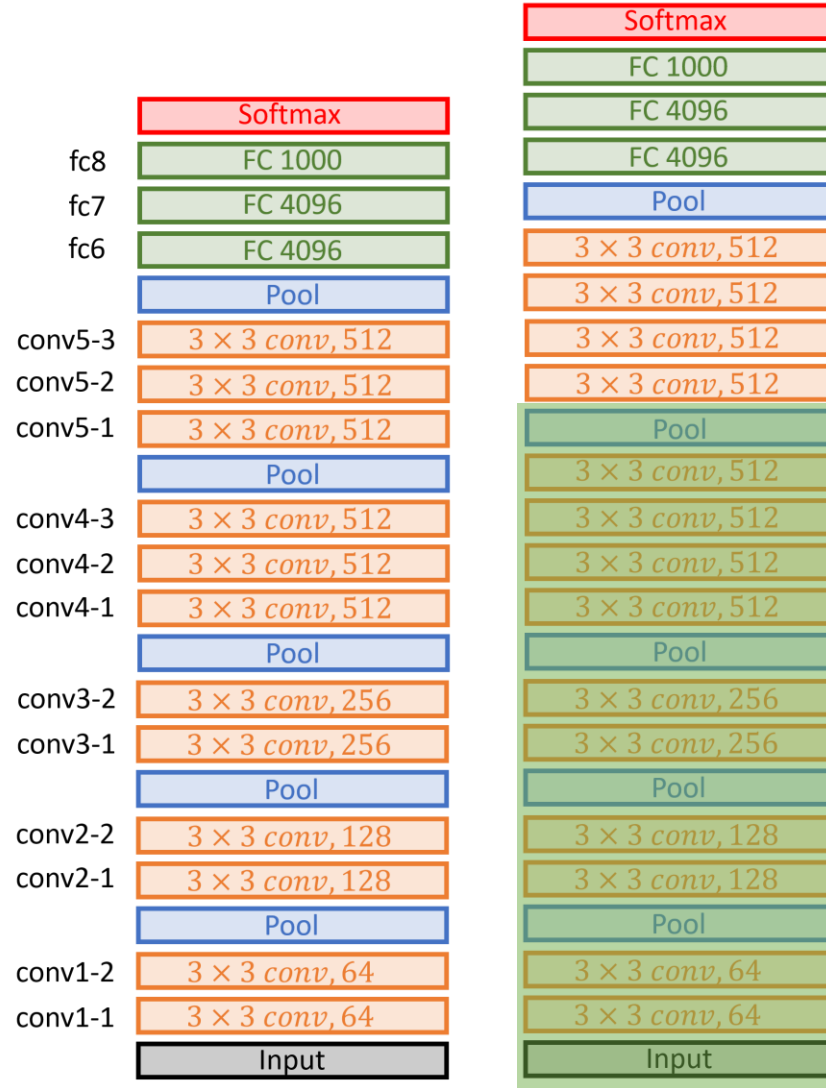 Softmax
fc8 FC 1000
fc7 FC 4096
fc6 FC 4096
Pool
conv5-3 3 × 3 conv, 512
conv5-2 3 × 3 conv, 512
conv5-1 3 × 3 conv, 512
Pool
conv4-3 3 × 3 conv, 512
conv4-2 3 × 3 conv, 512
conv4-1 3 × 3 conv, 512
Pool
conv3-2 3 × 3 conv, 256
conv3-1 3 × 3 conv, 256
Pool
conv2-2 3 × 3 conv, 128
conv2-1 3 × 3 conv, 128
Pool
conv1-2 3 × 3 conv, 64
conv1-1 3 × 3 conv, 64
Input
Softmax
FC 1000
FC 4096
FC 4096
Pool
3 × 3 conv, 512
3 × 3 conv, 512
3 × 3 conv, 512
3 × 3 conv, 512
Pool
3 × 3 conv, 512
3 × 3 conv, 512
3 × 3 conv, 512
3 × 3 conv, 512
Pool
3 × 3 conv, 256
3 × 3 conv, 256
Pool
3 × 3 conv, 128
3 × 3 conv, 128
Pool
3 × 3 conv, 64
3 × 3 conv, 64
Input